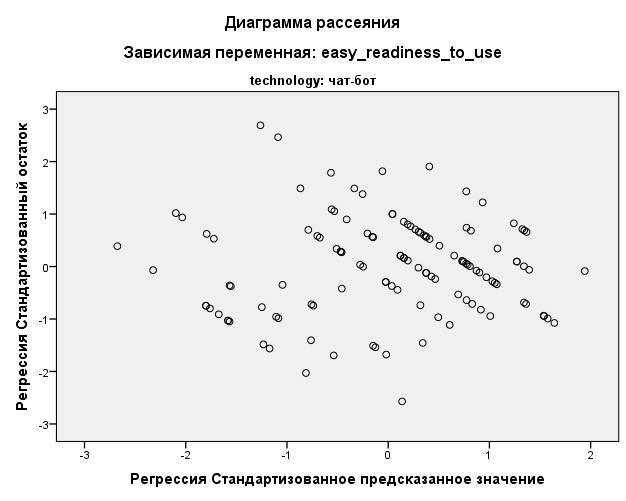 Диаграмма рассеяния
Зависимая переменная: easy_readiness_to_use
technology: чат-бот
Регрессия Стандартизованный остаток
3
2
1
0
-1
-2
-3
-3
-2
-1
0
1
2
Регрессия Стандартизованное предсказанное значение